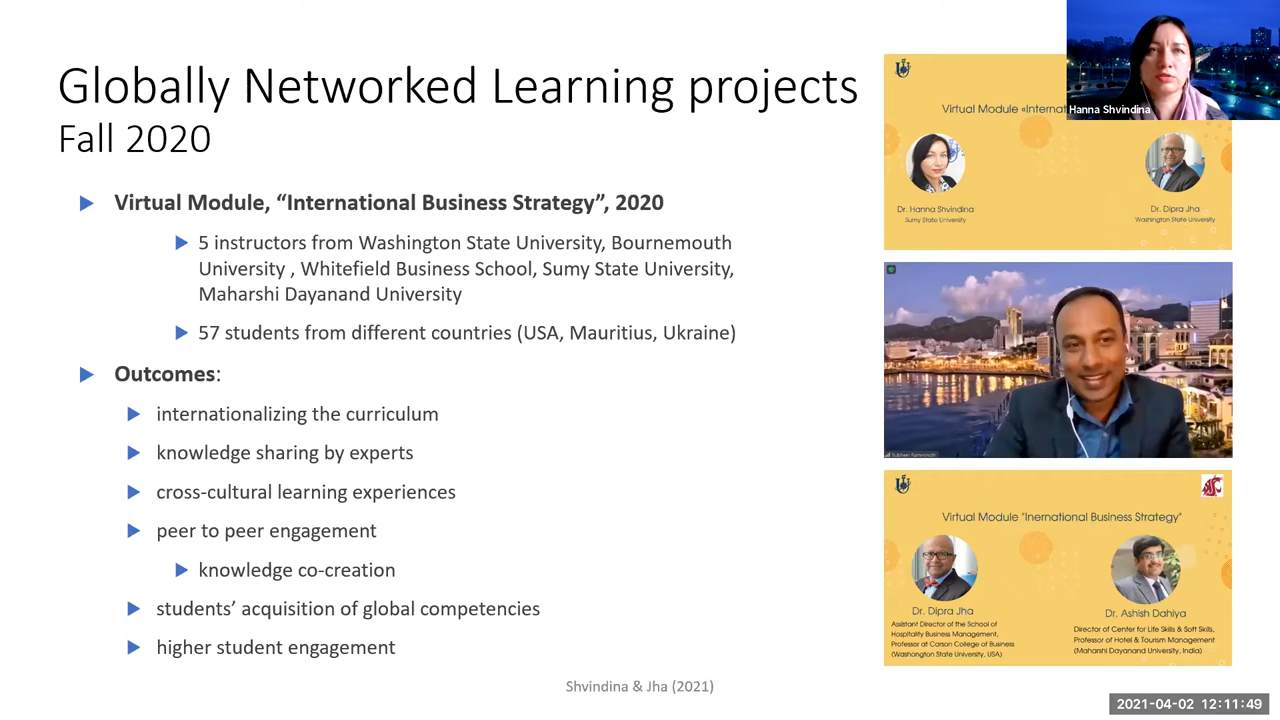 Globally Networked Learning projects
Fall 2020
Virtual Module, “International Business Strategy”, 2020
5 instructors from Washington State University, Bournemouth
University , Whitefield Business School, Sumy State University,
Maharshi Dayanand University
57 students from different countries (USA, Mauritius, Ukraine)
Outcomes:
internationalizing the curriculum
knowledge sharing by experts
cross-cultural learning experiences
peer to peer engagement
knowledge co-creation
students’ acquisition of global competencies
higher student engagement
Shvindina & Jha (2021)
Hanna Shvindina
Virtual Module
Dr. Hanna Shvindina
Sumy State University
Dr. Dipra Jha
Washington State University
Virtual Module "Inernational Business Strategy"
Dr. Dipra Jha
Assistant Director of the School of
Hospitality Business Management,
Professor at Carson College of Business
(Washongton State University, USA)
Dr. Ashish Dahiya
Director of Center for Life Skills & Soft Skills,
Professor of Hotel & Tourism Management
(Maharshi Dayanand University, India)
2021-04-02 12:11:49